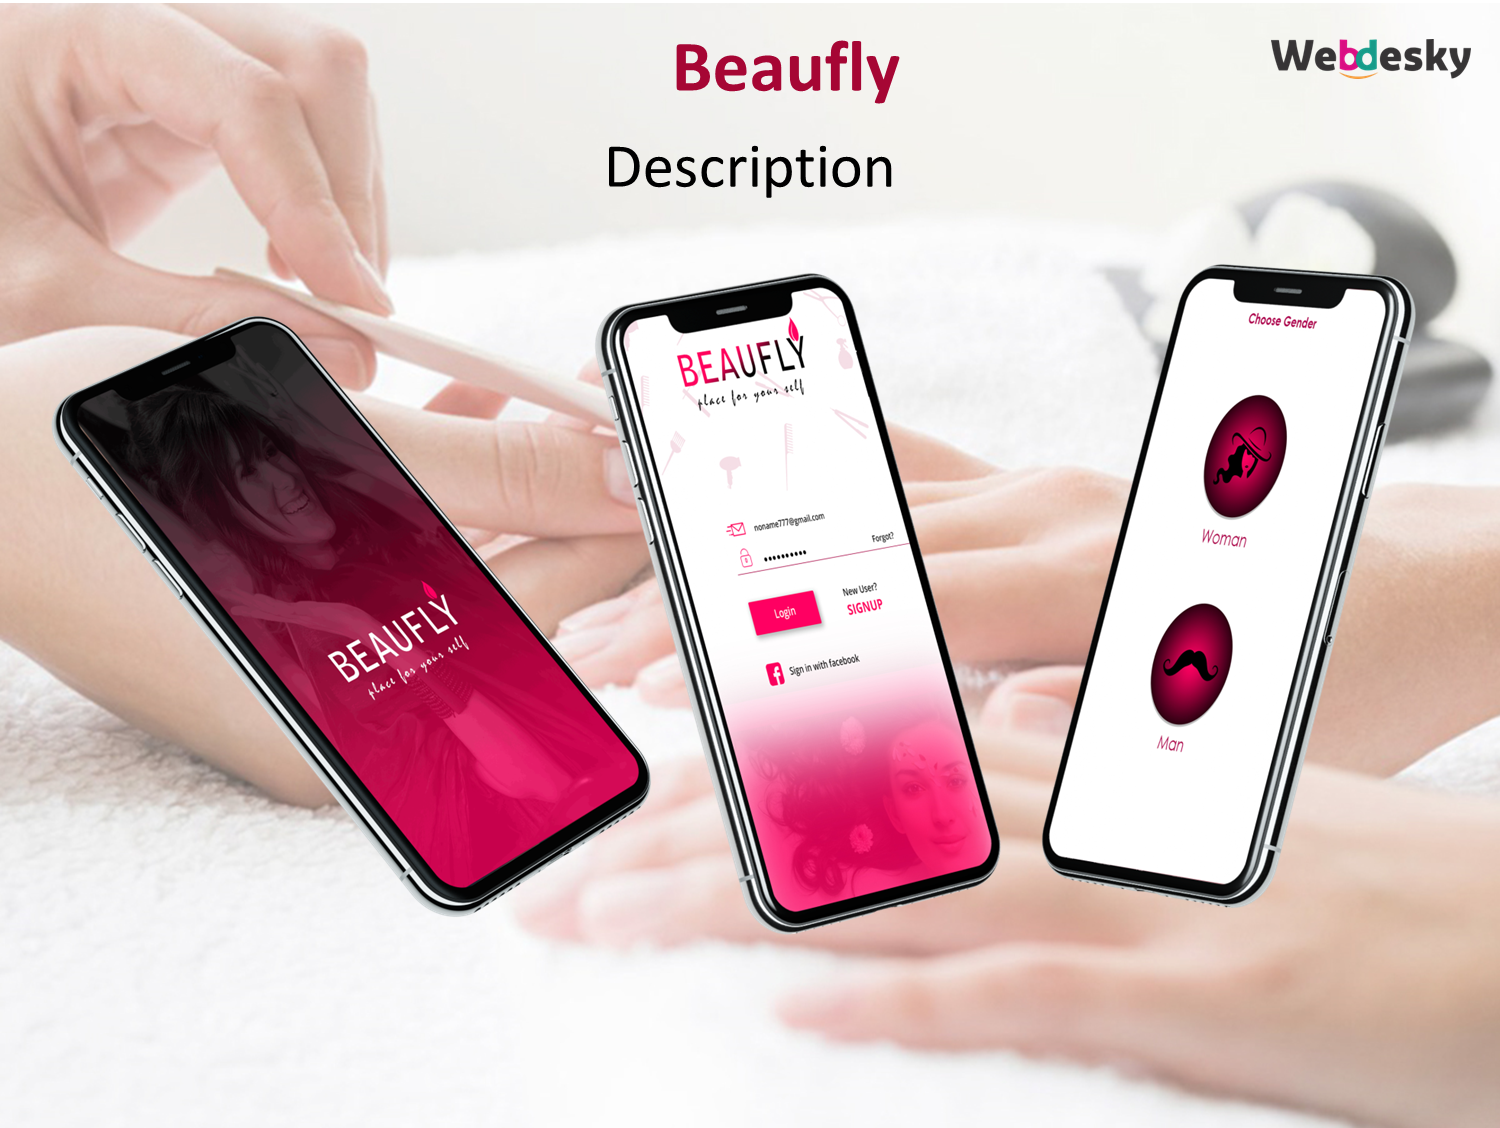 Beaufly
Webdesky
Description
BEAUFLY
place for your self
BEAUFLY
place for your self
noname777@gmail.com
Forgot?
Login
New User?
SIGNUP
Sign in with facebook
Choose Gender
Woman
Man